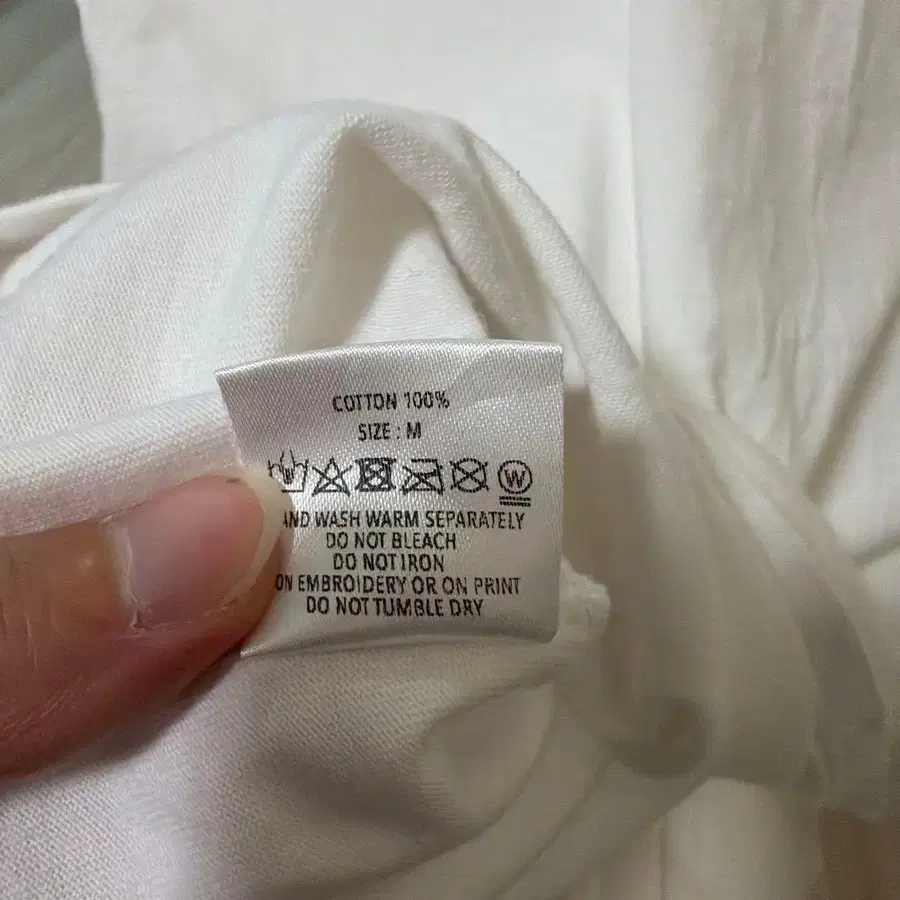 COTTON 100%
SIZE : M
W
AND WASH WARM SEPARATELY
DO NOT BLEACH
DO NOT IRON
ON EMBROIDERY OR ON PRINT
DO NOT TUMBLE DRY